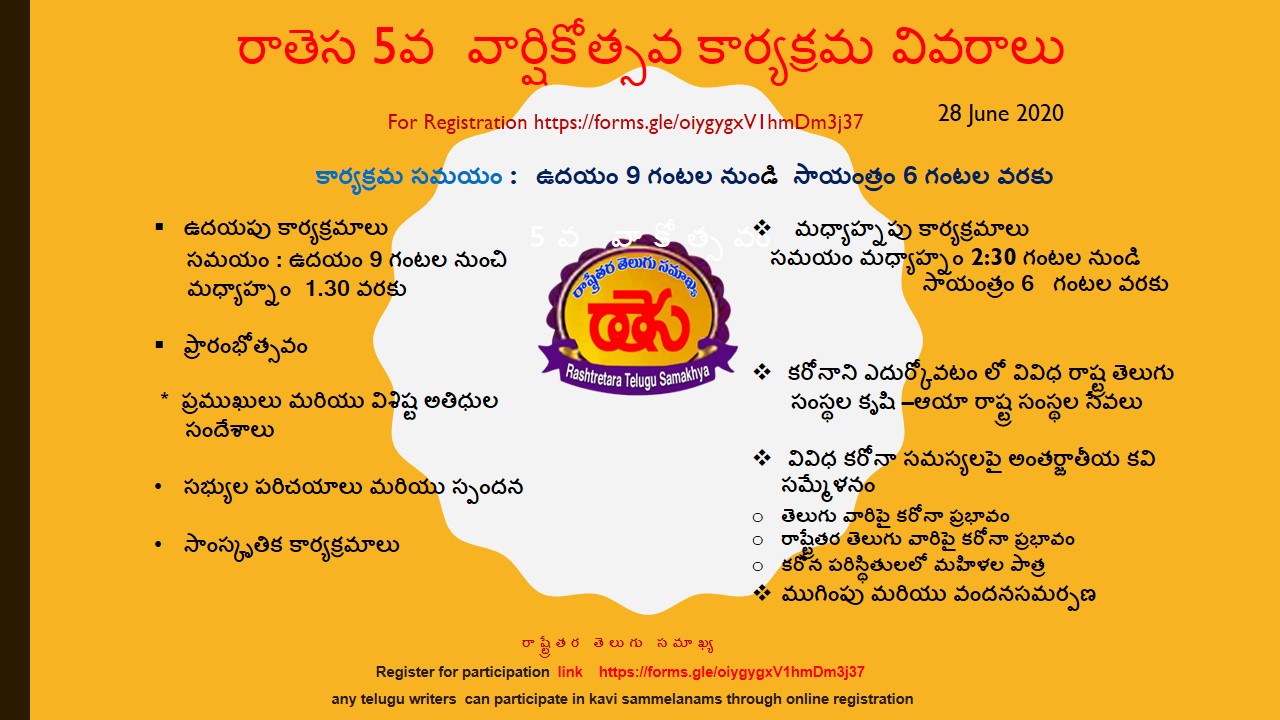 రాతెస 5వ వార్షికోత్సవ కార్యక్రమ వివరాలు
28 June 2020
For Registration https://forms.gle/oiygygxV1hmDm3j37
కార్యక్రమ సమయం : ఉదయం 9 గంటల నుండి సాయంత్రం 6 గంటల వరకు
▪ ఉదయపు కార్యక్రమాలు
సమయం : ఉదయం 9 గంటల నుంచి
మధ్యాహ్నం 1.30 వరకు
▪ ప్రారంభోత్సవం
* ప్రముఖులు మరియు విశిష్ట అతిధుల
సందేశాలు
• సభ్యుల పరిచయాలు మరియు స్పందన
• సాంస్కృతిక కార్యక్రమాలు
5 వ
రాష్ట్రేతర తెలుగు సమాఖ్య
రాతెస
Rashtretara Telugu Samakhya
❖ మధ్యాహ్నపు కార్యక్రమాలు
సమయం మధ్యాహ్నం 2:30 గంటల నుండి
సాయంత్రం 6 గంటల వరకు
❖ కరోనాని ఎదుర్కోవటం లో వివిధ రాష్ట్ర తెలుగు
సంస్థల కృషి –ఆయా రాష్ట్ర సంస్థల సేవలు
❖ వివిధ కరోనా సమస్యలపై అంతర్జాతీయ కవి
సమ్మేళనం
o తెలుగు వారిపై కరోనా ప్రభావం
o రాష్ట్రేతర తెలుగు వారిపై కరోనా ప్రభావం
o కరోన పరిస్థితులలో మహిళల పాత్ర
❖ ముగింపు మరియు వందనసమర్పణ
రాష్ట్రేతర తెలుగు సమాఖ్య
Register for participation link https://forms.gle/oiygygxV1hmDm3j37
any telugu writers can participate in kavi sammelanams through online registration